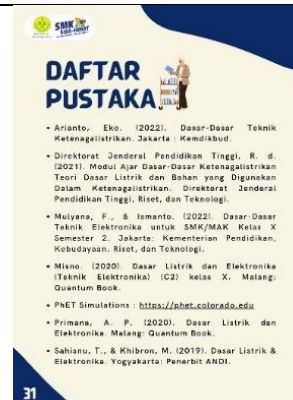 SMK
DAFTAR
PUSTAKA
• Arianto, Eko. (2022). Dasar-Dasar Teknik
Ketenagalistrikan. Jakarta : Kemdikbud.
• Direktorat Jenderal Pendidikan Tinggi, R. d.
(2021). Modul Ajar Dasar-Dasar Ketenagalistrikan
Teori Dasar Listrik dan Bahan yang Digunakan
Dalam Ketenagalistrikan. Direktorat Jenderal
Pendidikan Tinggi, Riset, dan Teknologi.
• Mulyana, F., & Ismanto. (2022). Dasar-Dasar
Teknik Elektronika untuk SMK/MAK Kelas X
Semester 2. Jakarta: Kementerian Pendidikan,
Kebudayaan, Riset, dan Teknologi.
• Misno. (2020). Dasar Listrik dan Elektronika
(Teknik Elektronika) (C2) kelas X. Malang:
Quantum Book.
• PhET Simulations : https://phet.colorado.edu
• Primana, A. P. (2020). Dasar Listrik dan
Elektronika. Malang: Quantum Book.
• Sahisnu, T., & Khibron, M. (2019). Dasar Listrik &
Elektronika. Yogyakarta: Penerbit ANDI.
31